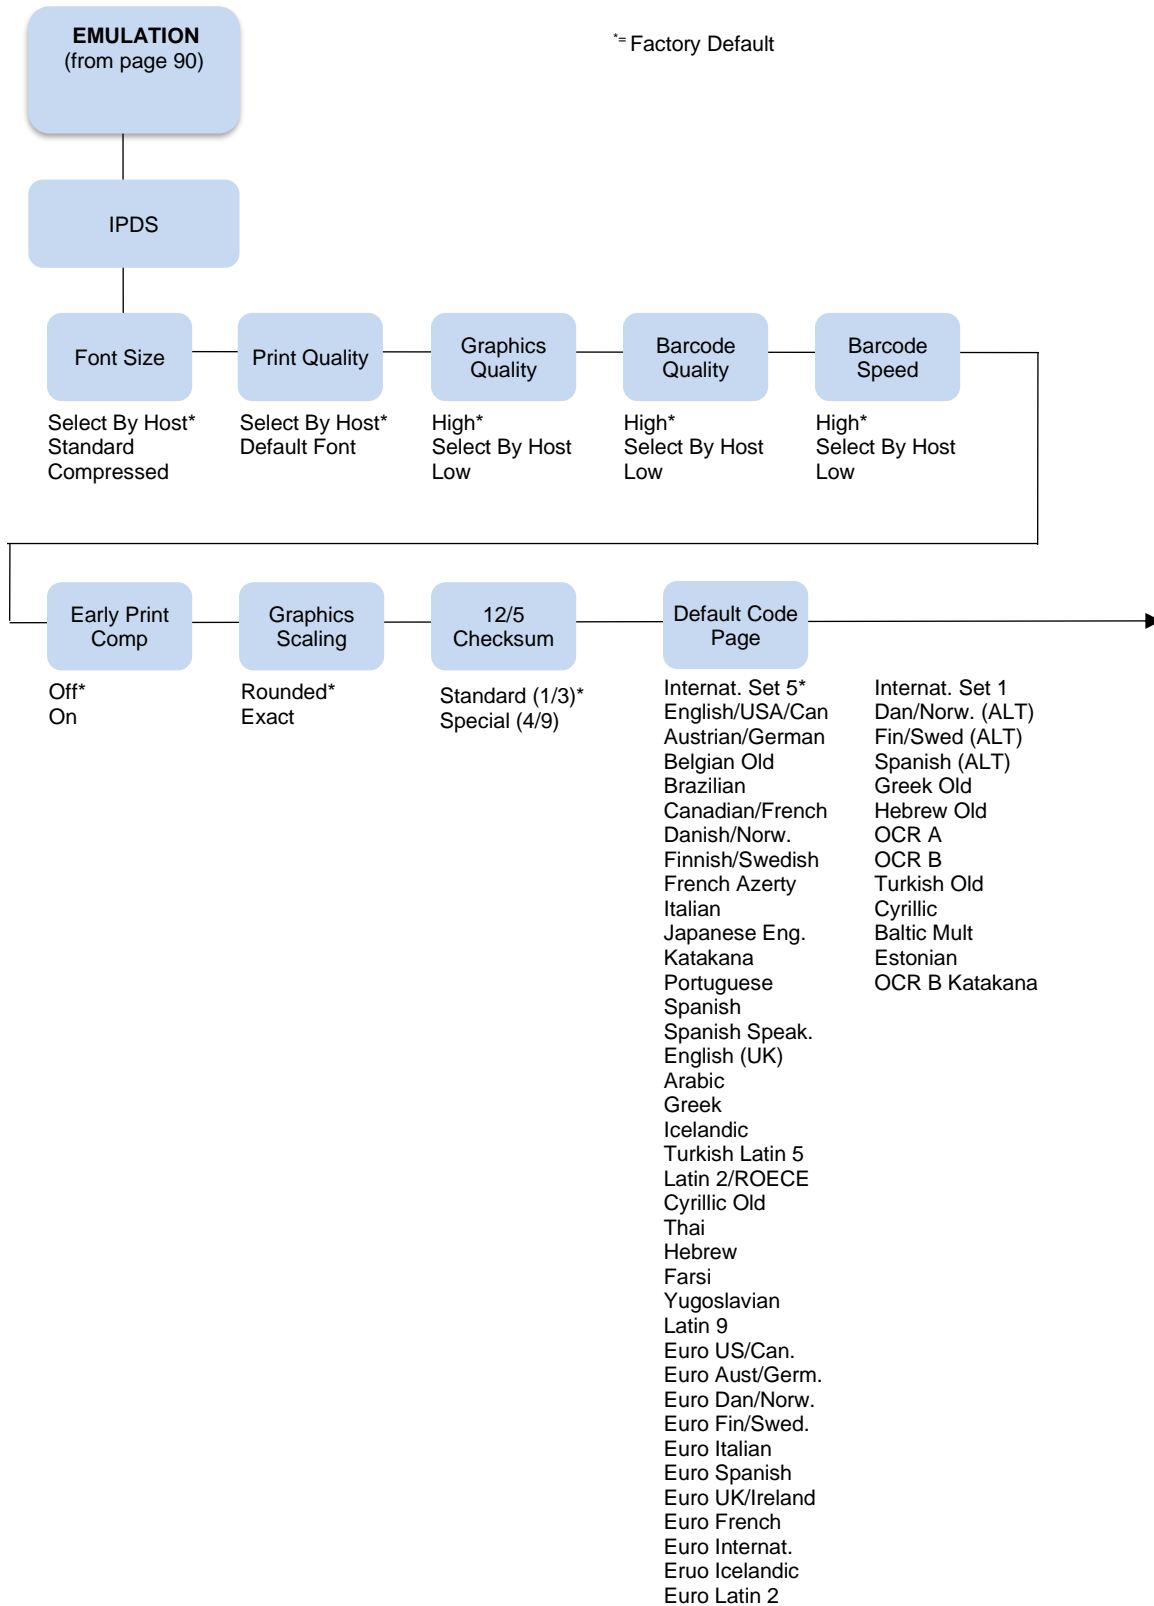 EMULATION
(from page 90)
*= Factory Default
IPDS
Font Size
Select By Host*
Standard
Compressed
Print Quality
Select By Host*
Default Font
Graphics
Quality
High*
Select By Host
Low
Barcode
Quality
High*
Select By Host
Low
Barcode
Speed
High*
Select By Host
Low
Early Print
Comp
Off*
On
Graphics
Scaling
Rounded*
Exact
12/5
Checksum
Standard (1/3)*
Special (4/9)
Default Code
Page
Internat. Set 5*
English/USA/Can
Austrian/German
Belgian Old
Brazilian
Canadian/French
Danish/Norw.
Finnish/Swedish
French Azerty
Italian
Japanese Eng.
Katakana
Portuguese
Spanish
Spanish Speak.
English (UK)
Arabic
Greek
Icelandic
Turkish Latin 5
Latin 2/ROECE
Cyrillic Old
Thai
Hebrew
Farsi
Yugoslavian
Latin 9
Euro US/Can.
Euro Aust/Germ.
Euro Dan/Norw.
Euro Fin/Swed.
Euro Italian
Euro Spanish
Euro UK/Ireland
Euro French
Euro Internat.
Eruo Icelandic
Euro Latin 2
Internat. Set 1
Dan/Norw. (ALT)
Fin/Swed (ALT)
Spanish (ALT)
Greek Old
Hebrew Old
OCR A
OCR B
Turkish Old
Cyrillic
Baltic Mult
Estonian
OCR B Katakana